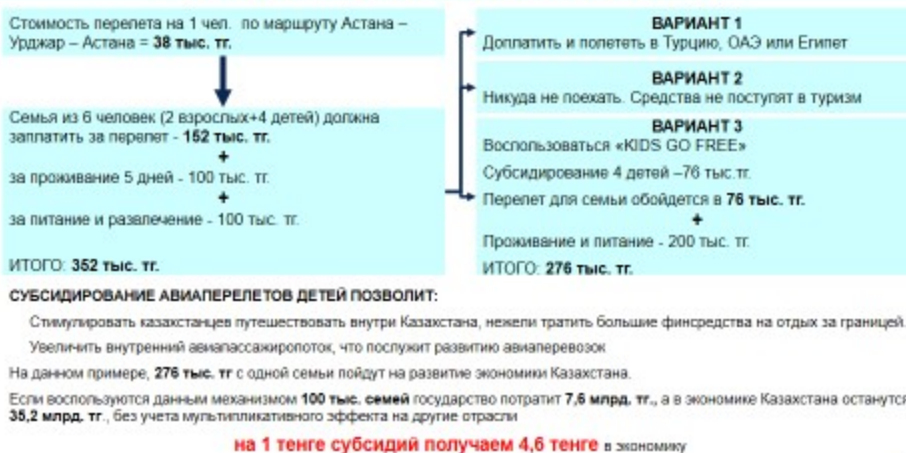 Стоимость перелета на 1 чел. по маршруту Астана –
Урджар – Астана = 38 тыс. тг.
Семья из 6 человек (2 взрослых+4 детей) должна
заплатить за перелет - 152 тыс. тг.
+
за проживание 5 дней - 100 тыс. тг.
+
за питание и развлечение - 100 тыс. тг.
ИТОГО: 352 тыс. тг.
ВАРИАНТ 1
Доплатить и полететь в Турцию, ОАЭ или Египет
ВАРИАНТ 2
Никуда не поехать. Средства не поступят в туризм
ВАРИАНТ 3
Воспользоваться «KIDS GO FREE»
Субсидирование 4 детей –76 тыс.тг.
Перелет для семьи обойдется в 76 тыс. тг.
+
Проживание и питание - 200 тыс. тг.
ИТОГО: 276 тыс. тг.
СУБСИДИРОВАНИЕ АВИАПЕРЕЛЕТОВ ДЕТЕЙ ПОЗВОЛИТ:
Стимулировать казахстанцев путешествовать внутри Казахстана, нежели тратить большие финсредства на отдых за границей.
Увеличить внутренний авиапассажиропоток, что послужит развитию авиаперевозок
На данном примере, 276 тыс. тг с одной семьи пойдут на развитие экономики Казахстана.
Если воспользуются данным механизмом 100 тыс. семей государство потратит 7,6 млрд. тг., а в экономике Казахстана останутся
35,2 млрд. тг., без учета мультипликативного эффекта на другие отрасли
на 1 тенге субсидий получаем 4,6 тенге в экономику